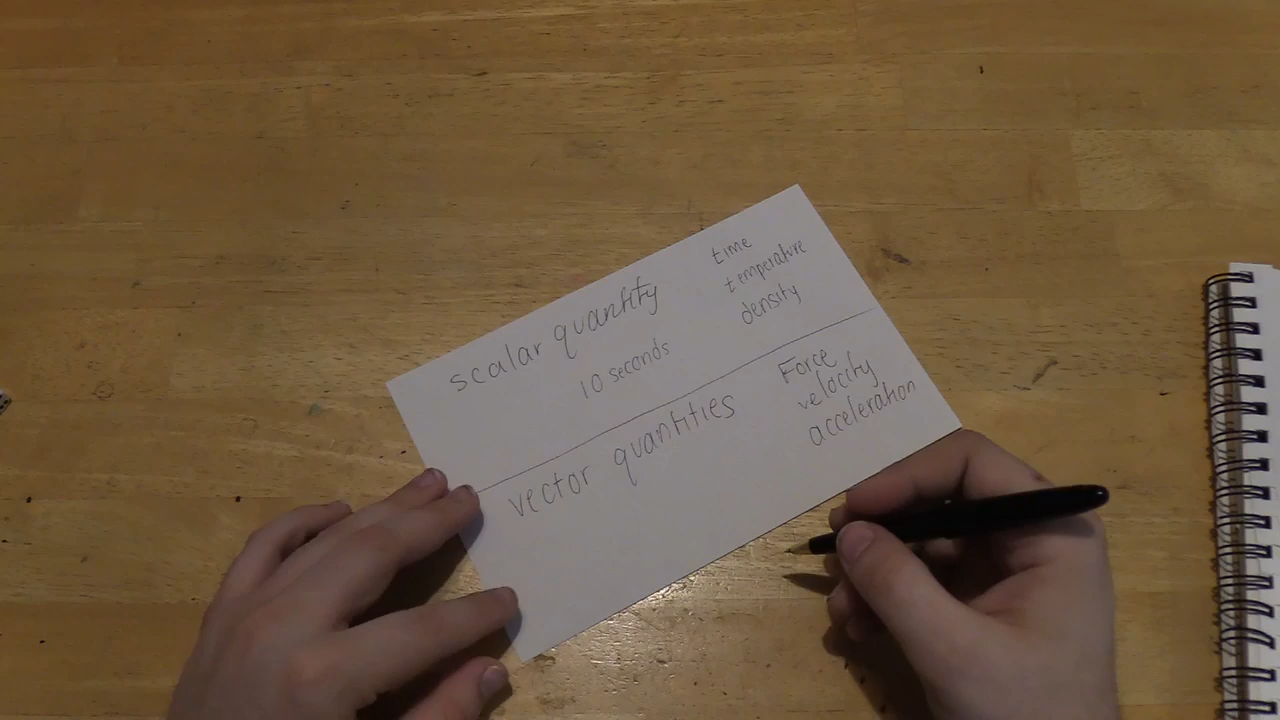 scalar quantity
10 seconds
time
temperature
density
vector quantities
Force
velocity
acceleration